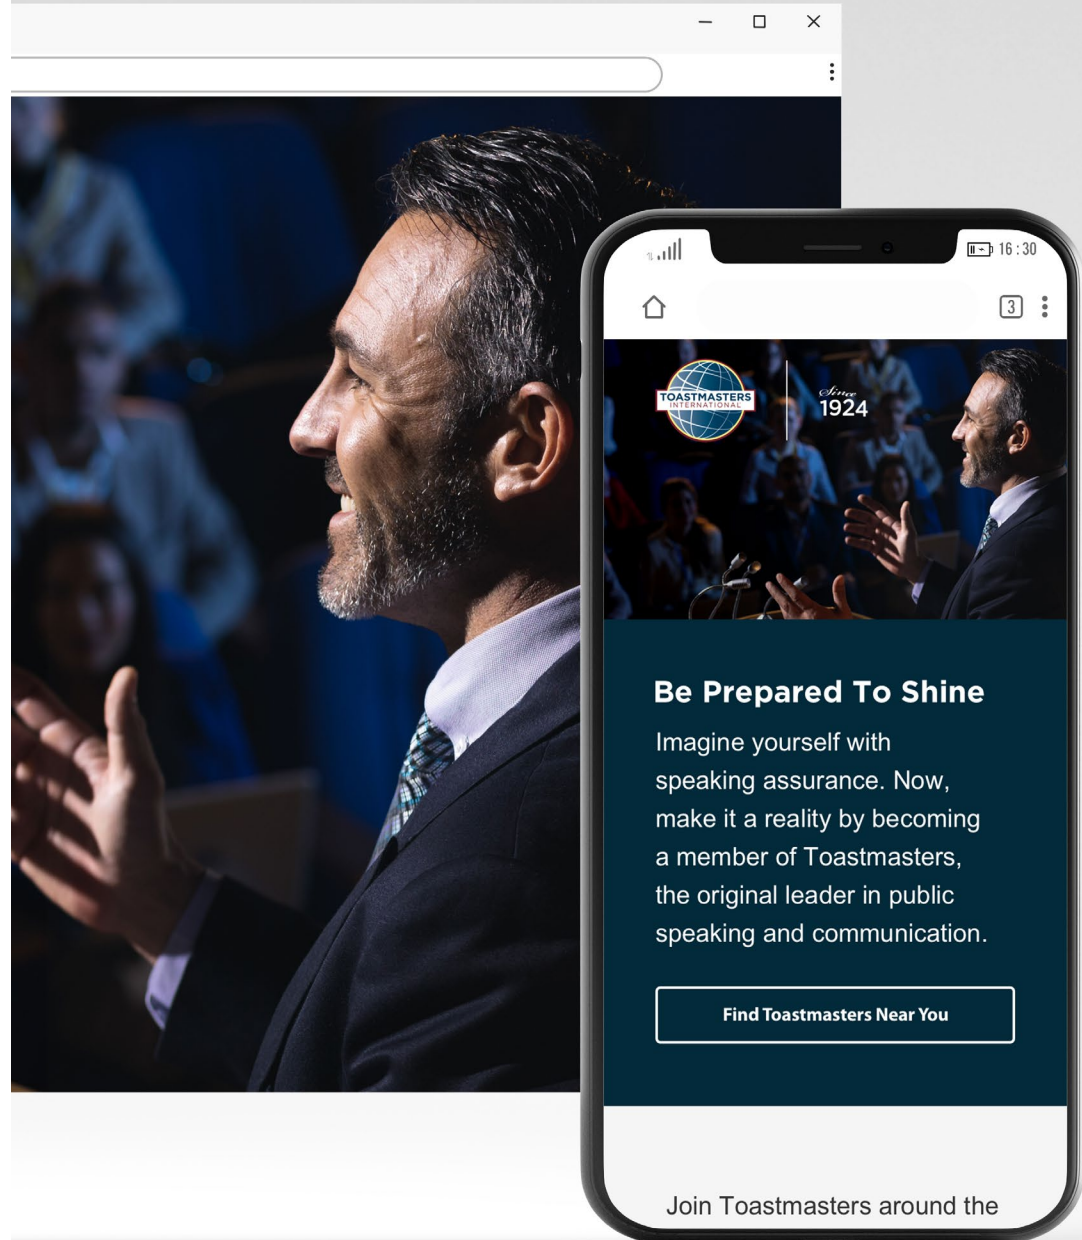 16:30
3
TOASTMASTERS
INTERNATIONAL
Since
1924
Be Prepared To Shine
Imagine yourself with
speaking assurance. Now,
make it a reality by becoming
a member of Toastmasters,
the original leader in public
speaking and communication.
Find Toastmasters Near You
Join Toastmasters around the